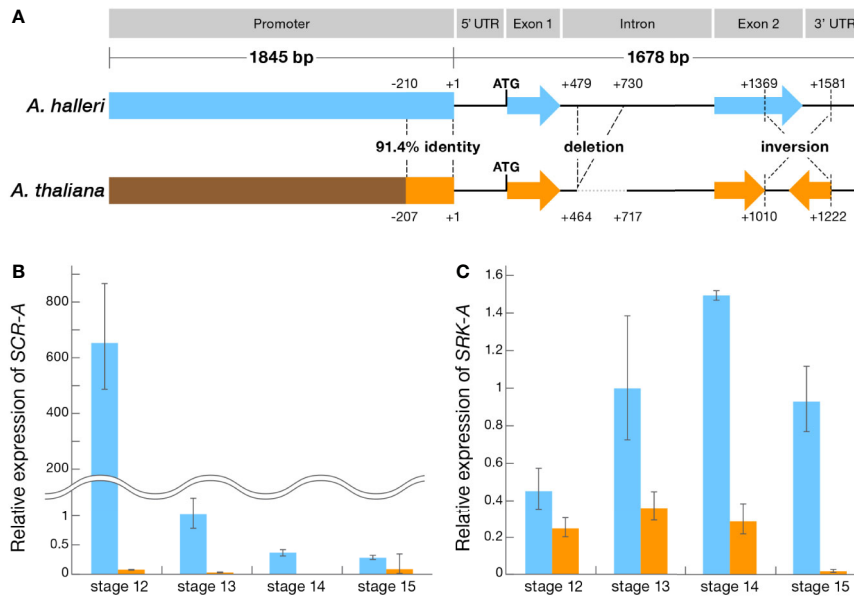 A
Promoter 5' UTR Exon 1 Intron Exon 2 3' UTR
1845 bp 1678 bp
-210 +1 ATG +479 +730 +1369 +1581
A. halleri
91.4% identity deletion inversion
ATG
A. thaliana
-207 +1 +464 +717 +1010 +1222
B
Relative expression of SCR-A
800
600
400
200
1
0.5
0
stage 12 stage 13 stage 14 stage 15
C
Relative expression of SRK-A
1.6
1.4
1.2
1
0.8
0.6
0.4
0.2
0
stage 12 stage 13 stage 14 stage 15